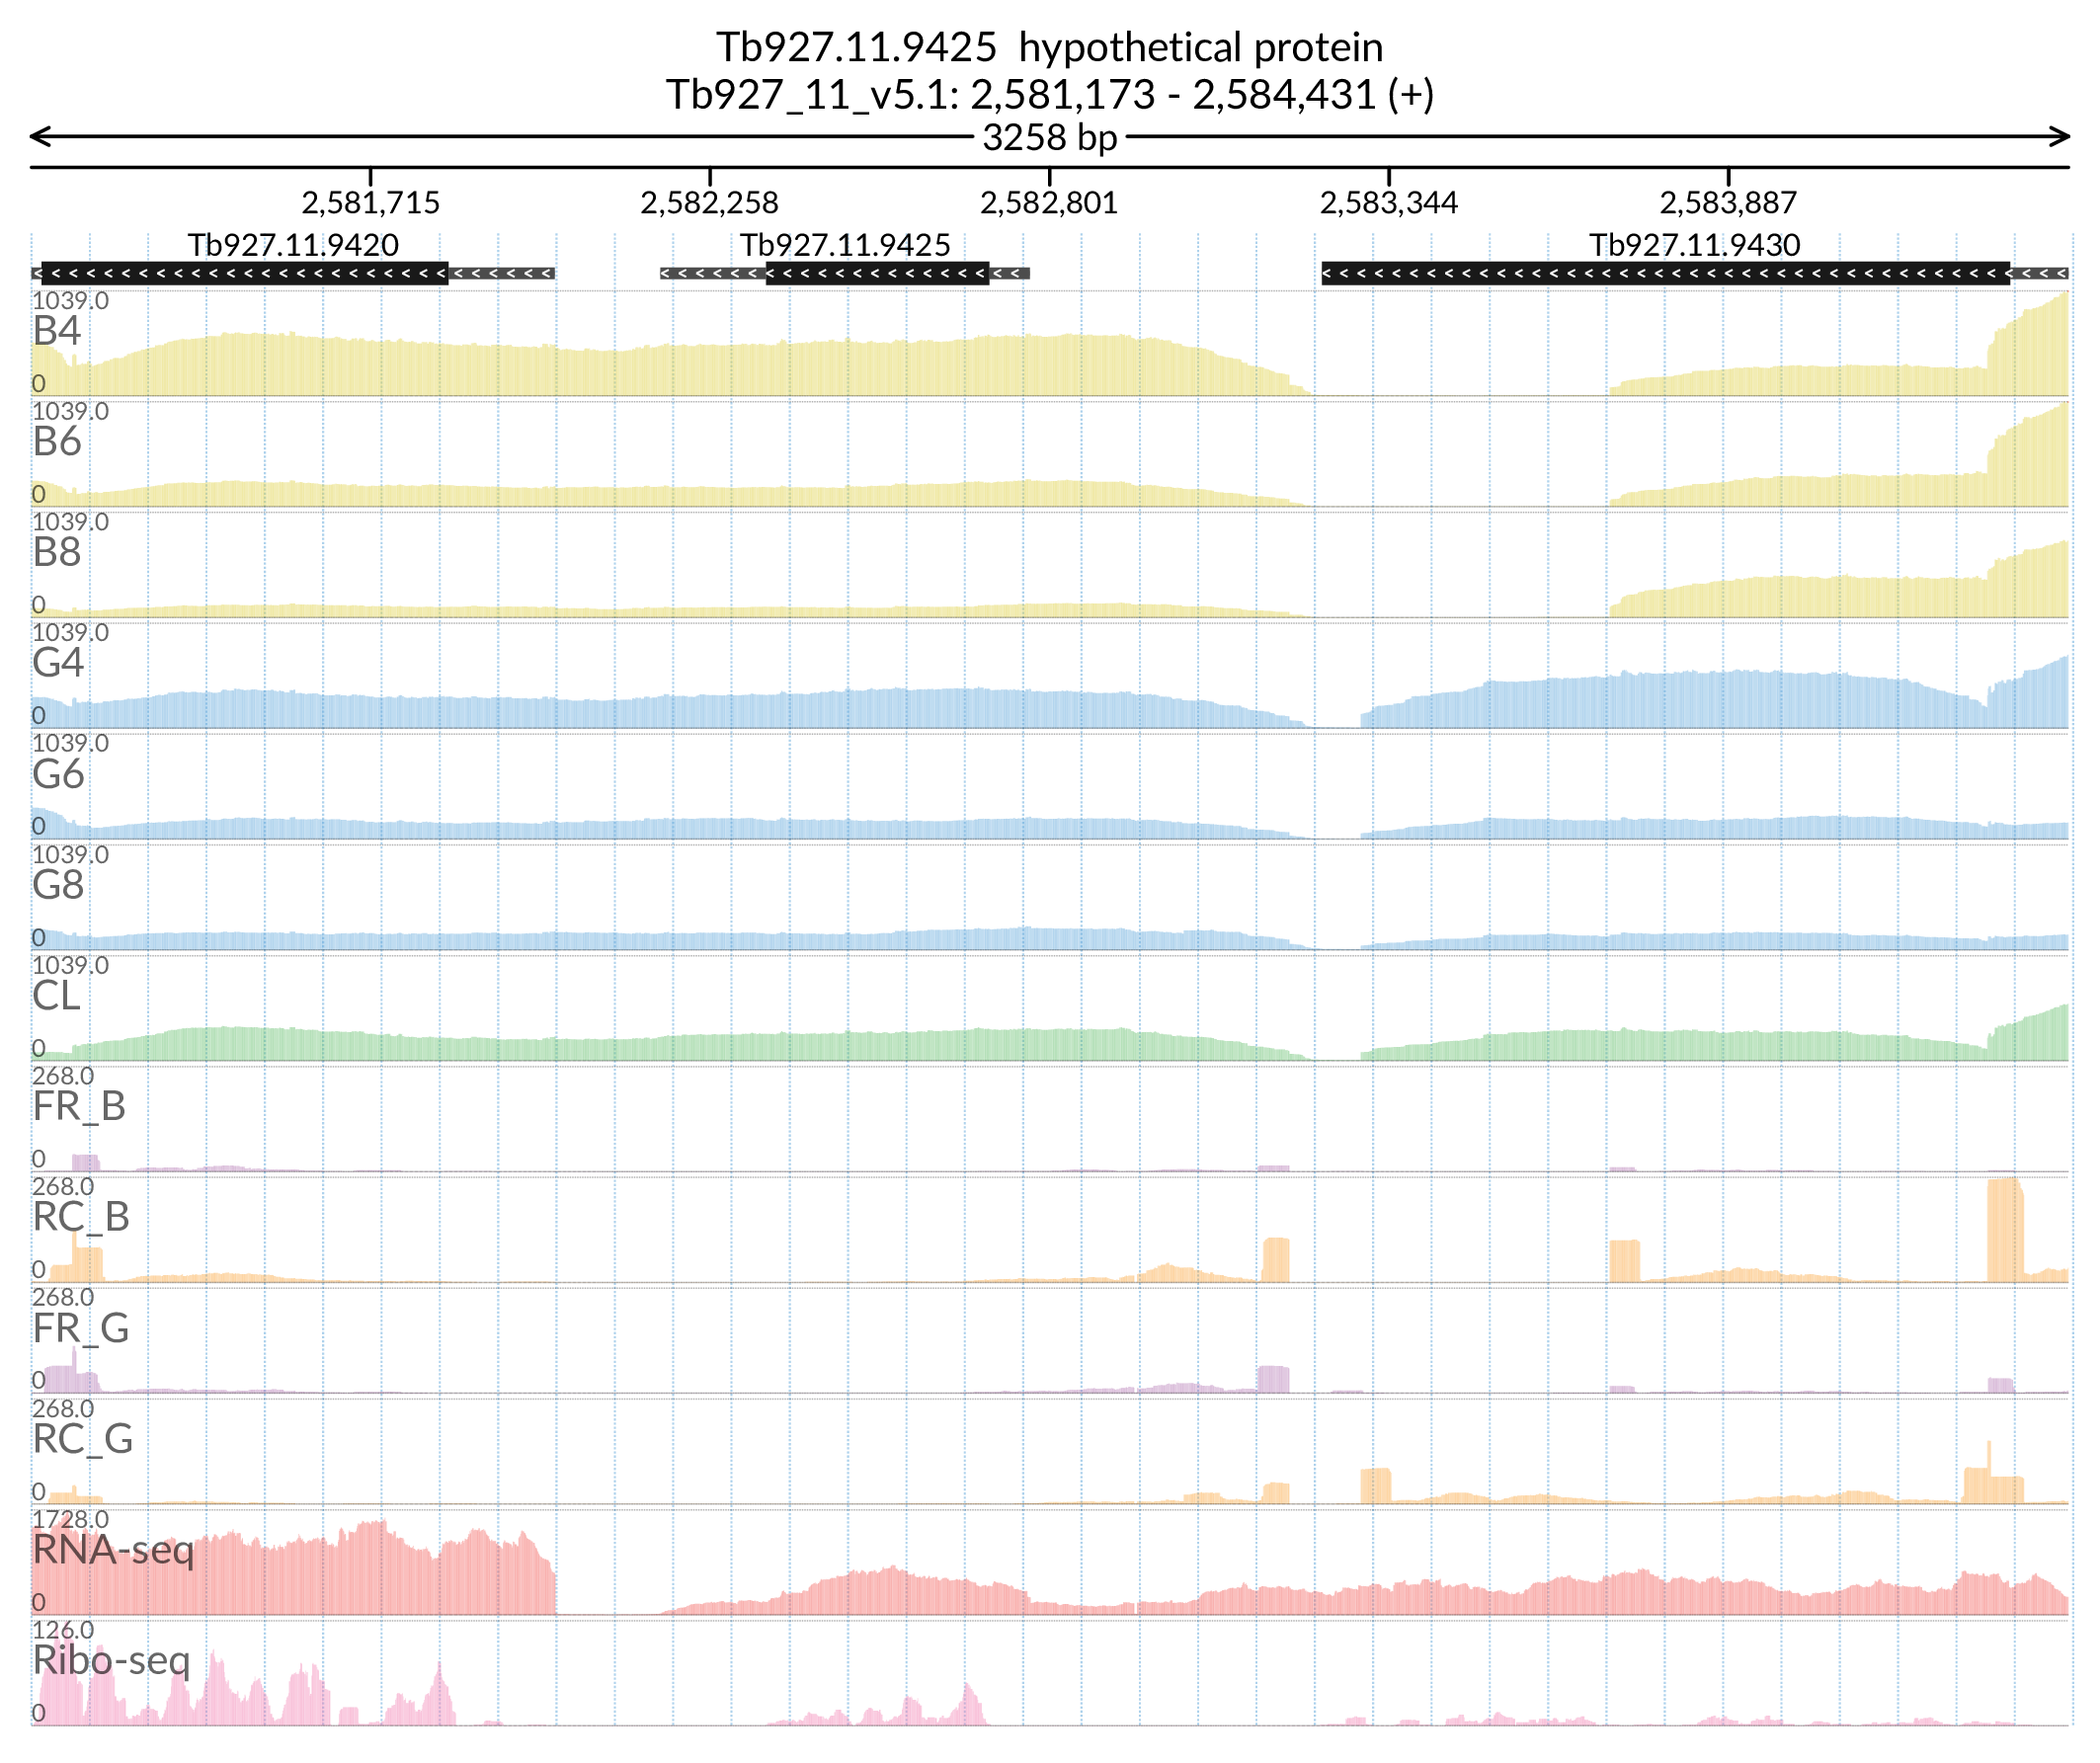 Tb927.11.9425  hypothetical protein
Tb927_11_v5.1: 2,581,173 - 2,584,431 (+)
3258 bp
2,581,715 2,582,258 2,582,801 2,583,344 2,583,887
Tb927.11.9420 Tb927.11.9425 Tb927.11.9430
1039.0
B4
0
1039.0
B6
0
1039.0
B8
0
1039.0
G4
0
1039.0
G6
0
1039.0
G8
0
1039.0
CL
0
268.0
FR_B
0
268.0
RC_B
0
268.0
FR_G
0
268.0
RC_G
0
1728.0
RNA-seq
0
126.0
Ribo-seq
0